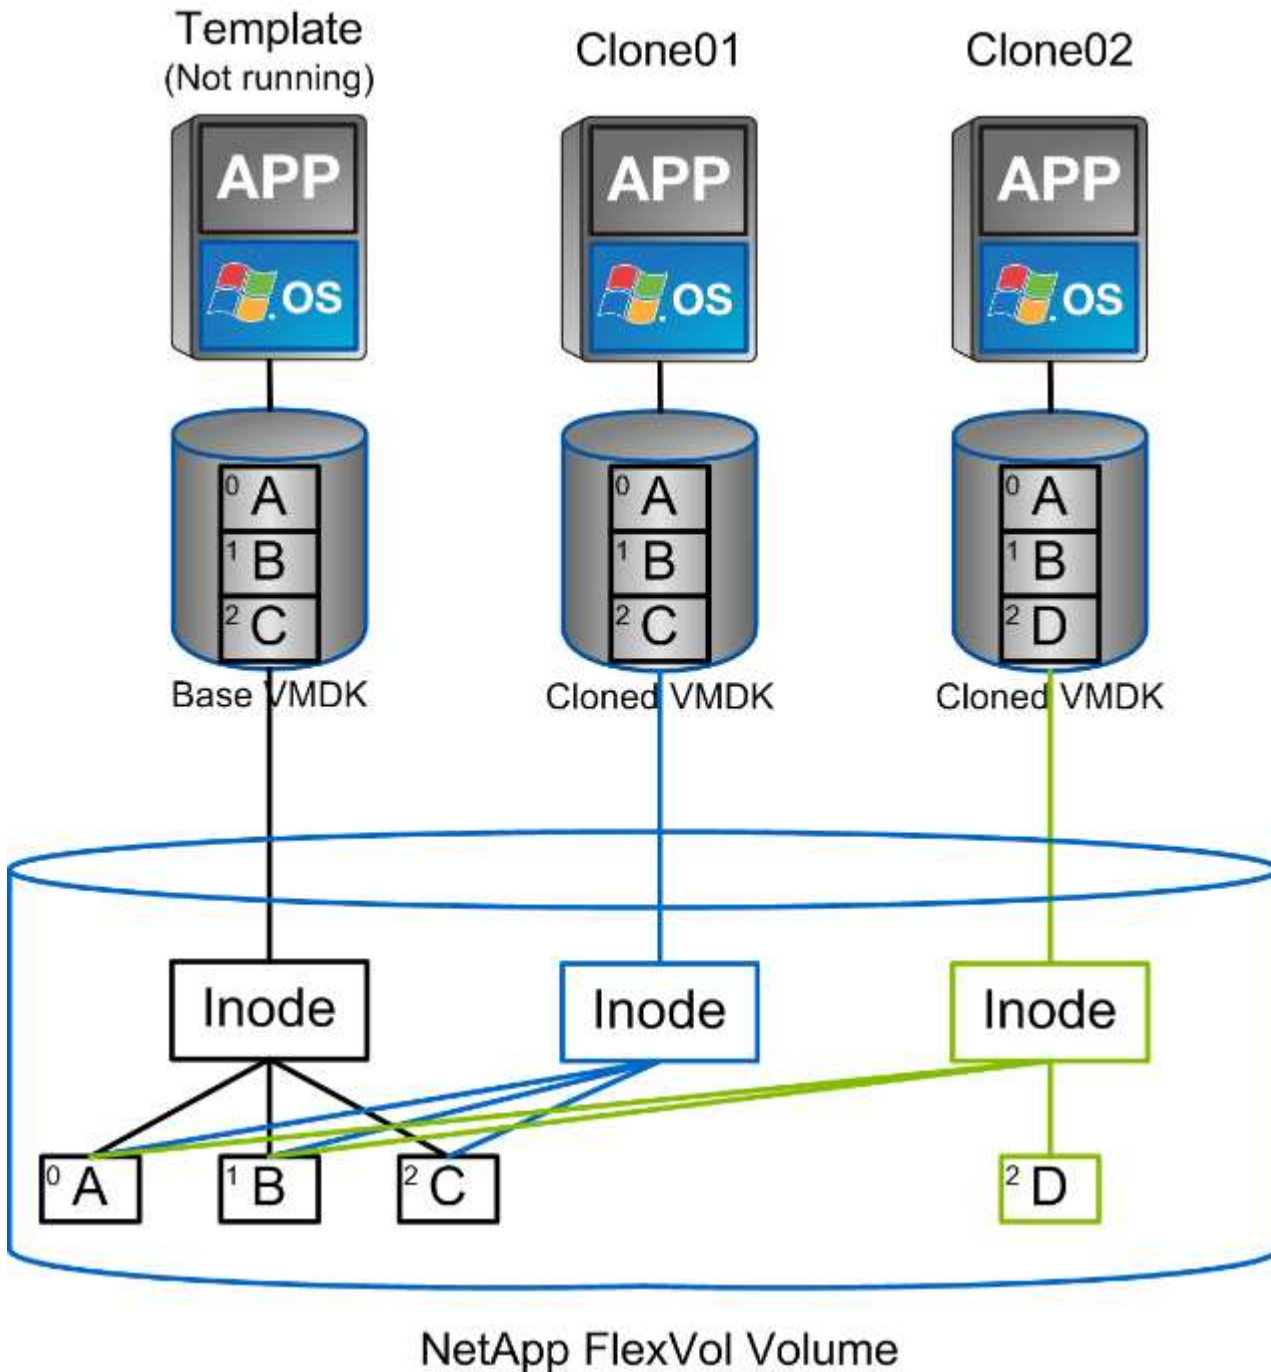 Template
(Not running)
Clone01
Clone02
APP
OS
APP
OS
APP
OS
0 A
1 B
2 C
0 A
1 B
2 C
0 A
1 B
2 D
Base VMDK
Cloned VMDK
Cloned VMDK
Inode
Inode
Inode
0 A
1 B
2 C
2 D
NetApp FlexVol Volume